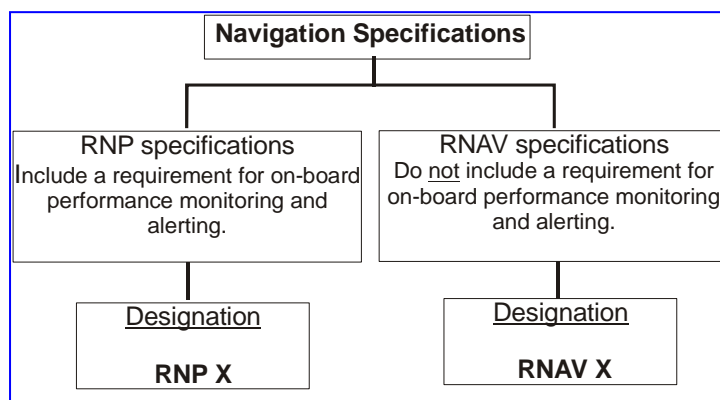 Navigation Specifications
RNP specifications
Include a requirement for on-board
performance monitoring and
alerting.
RNAV specifications
Do not include a requirement for
on-board performance monitoring
and alerting.
Designation
RNP X
Designation
RNAV X